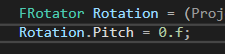 FRotator Rotation = (Proj
Rotation.Pitch = 0.f;